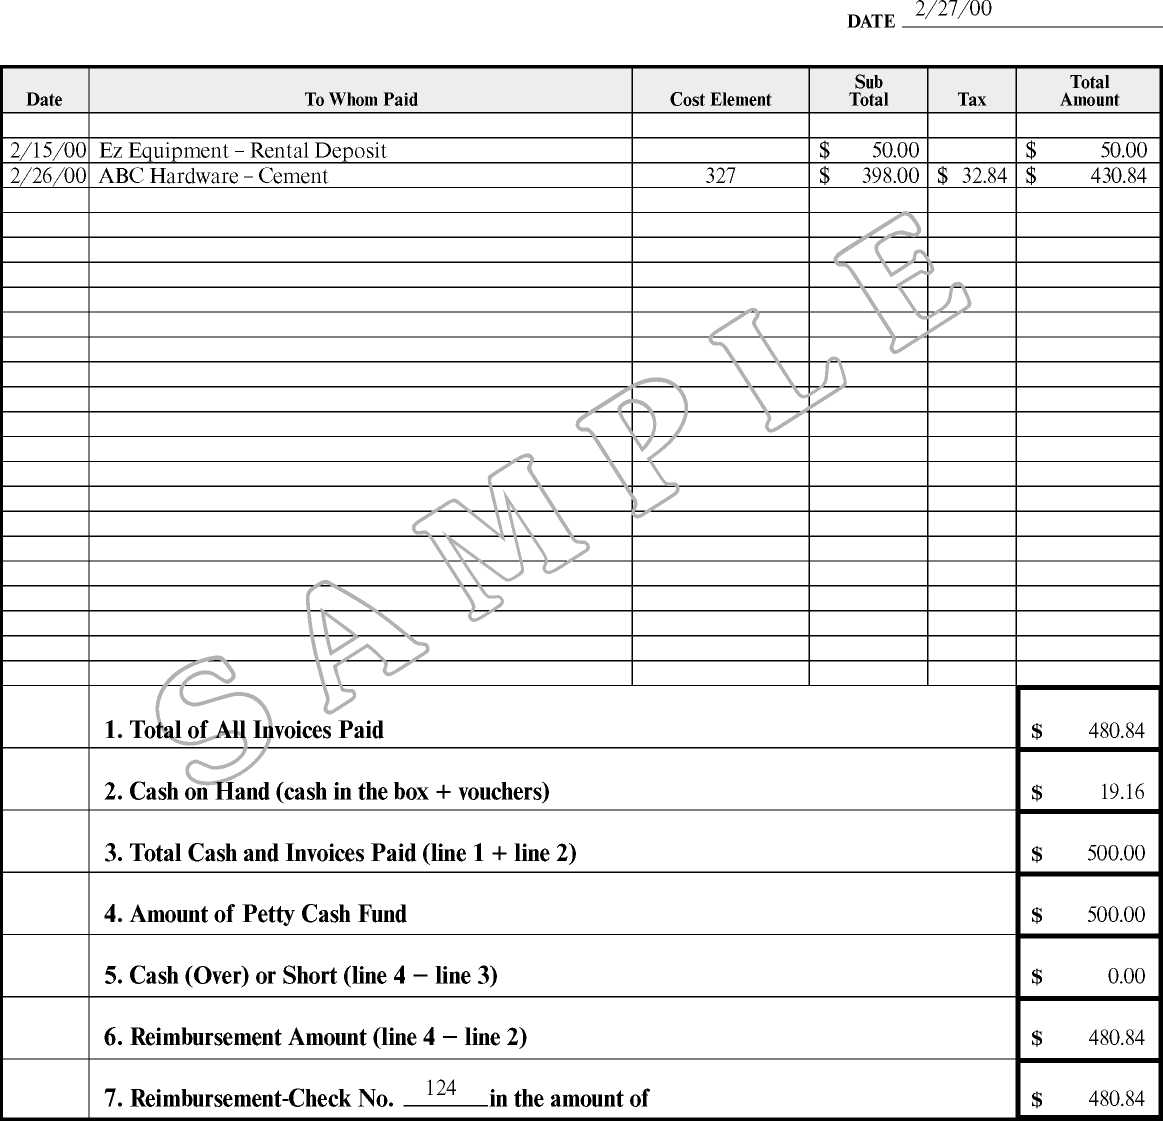 DATE 2/27/00
Date To Whom Paid Cost Element Sub Total Tax Total Amount
2/15/00 Ez Equipment – Rental Deposit $ 50.00 $ 50.00
2/26/00 ABC Hardware – Cement 327 $ 398.00 $ 32.84 $ 430.84
SAMPLE
1. Total of All Invoices Paid $ 480.84
2. Cash on Hand (cash in the box + vouchers) $ 19.16
3. Total Cash and Invoices Paid (line 1 + line 2) $ 500.00
4. Amount of Petty Cash Fund $ 500.00
5. Cash (Over) or Short (line 4 – line 3) $ 0.00
6. Reimbursement Amount (line 4 – line 2) $ 480.84
7. Reimbursement-Check No. 124 in the amount of $ 480.84